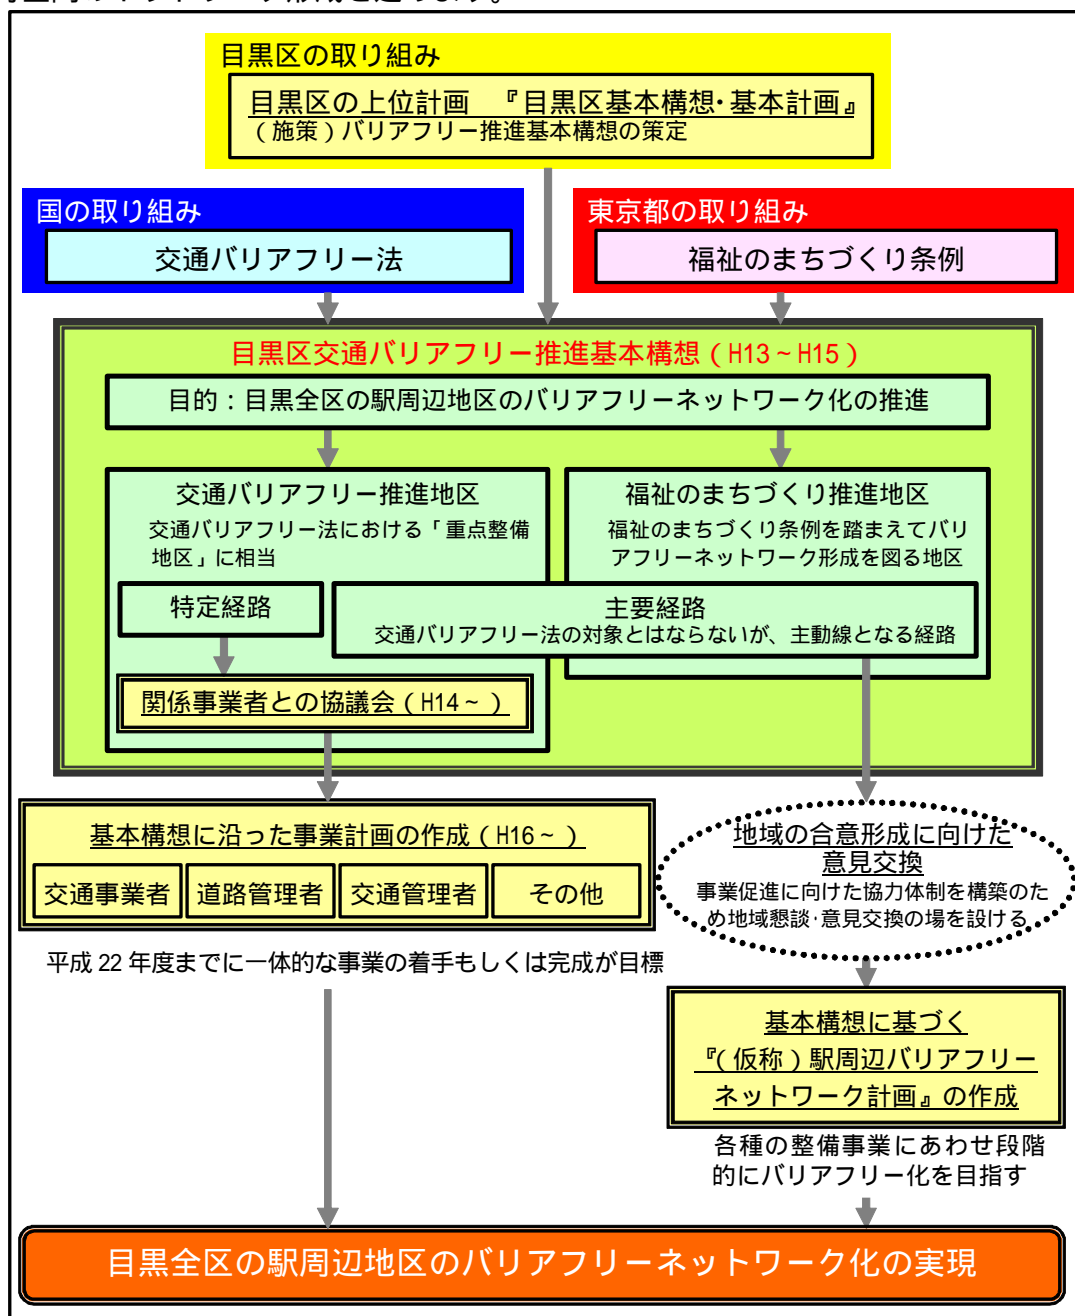 目黒区の取り組み
目黒区の上位計画　『目黒区基本構想・基本計画』
（施策）バリアフリー推進基本構想の策定
国の取り組み
交通バリアフリー法
東京都の取り組み
福祉のまちづくり条例
目黒区交通バリアフリー推進基本構想（H13～H15）
目的：目黒全区の駅周辺地区のバリアフリーネットワーク化の推進
交通バリアフリー推進地区
交通バリアフリー法における「重点整備
地区」に相当
福祉のまちづくり推進地区
福祉のまちづくり条例を踏まえてバリ
アフリーネットワーク形成を図る地区
特定経路
主要経路
交通バリアフリー法の対象とはならないが、主動線となる経路
関係事業者との協議会（H14～）
基本構想に沿った事業計画の作成（H16～）
交通事業者
道路管理者
交通管理者
その他
平成22年度までに一体的な事業の着手もしくは完成が目標
地域の合意形成に向けた
意見交換
事業促進に向けた協力体制を構築のた
め地域懇談・意見交換の場を設ける
基本構想に基づく
『（仮称）駅周辺バリアフリー
ネットワーク計画』の作成
各種の整備事業にあわせ段階
的にバリアフリー化を目指す
目黒全区の駅周辺地区のバリアフリーネットワーク化の実現